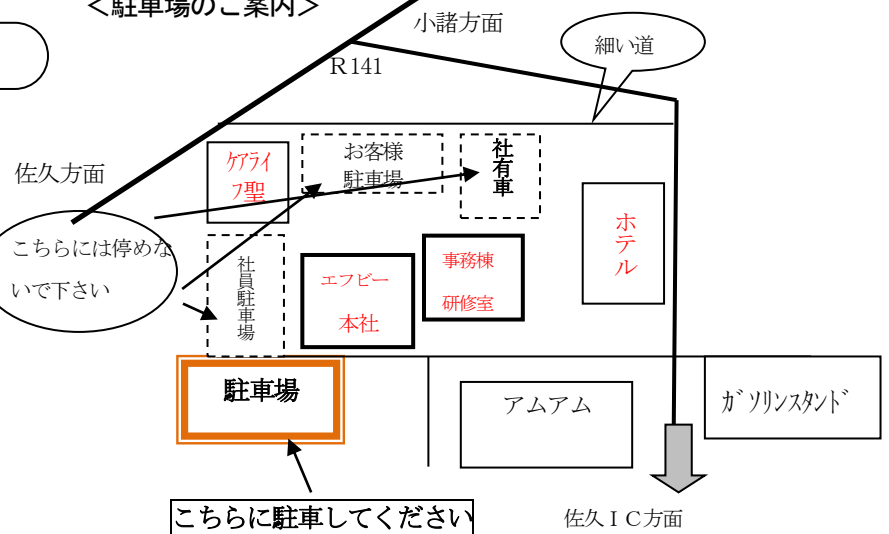 <駐車場のご案内>
小諸方面
細い道
R141
佐久方面
ｹｱﾗｲ
ﾌ聖
お客様
駐車場
社有車
こちらには停めな
いで下さい
社員駐車場
エフビー
本社
事務棟
研修室
ホテル
駐車場
アムアム
ｶﾞｿﾘﾝｽﾀﾝﾄﾞ
こちらに駐車してください
佐久ＩＣ方面